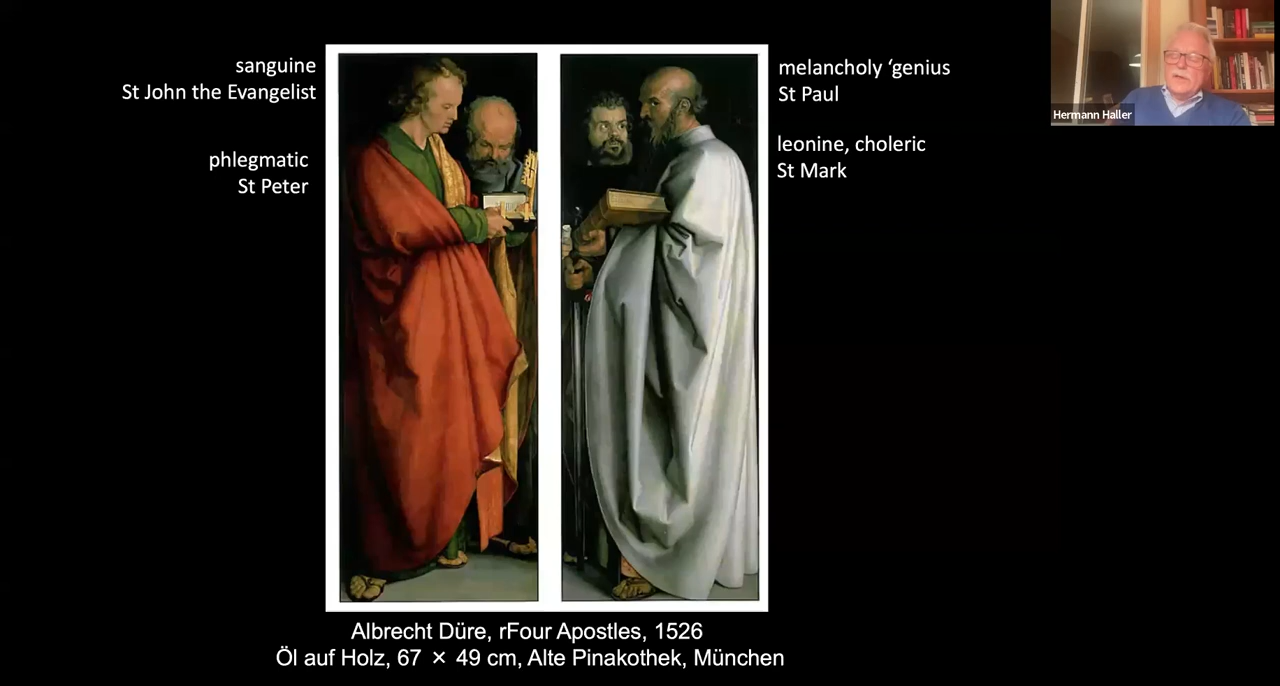 sanguine
St John the Evangelist
phlegmatic
St Peter
melancholy ‘genius
St Paul
leonine, choleric
St Mark
Hermann Haller
Albrecht Düre, rFour Apostles, 1526
Öl auf Holz, 67 × 49 cm, Alte Pinakothek, München